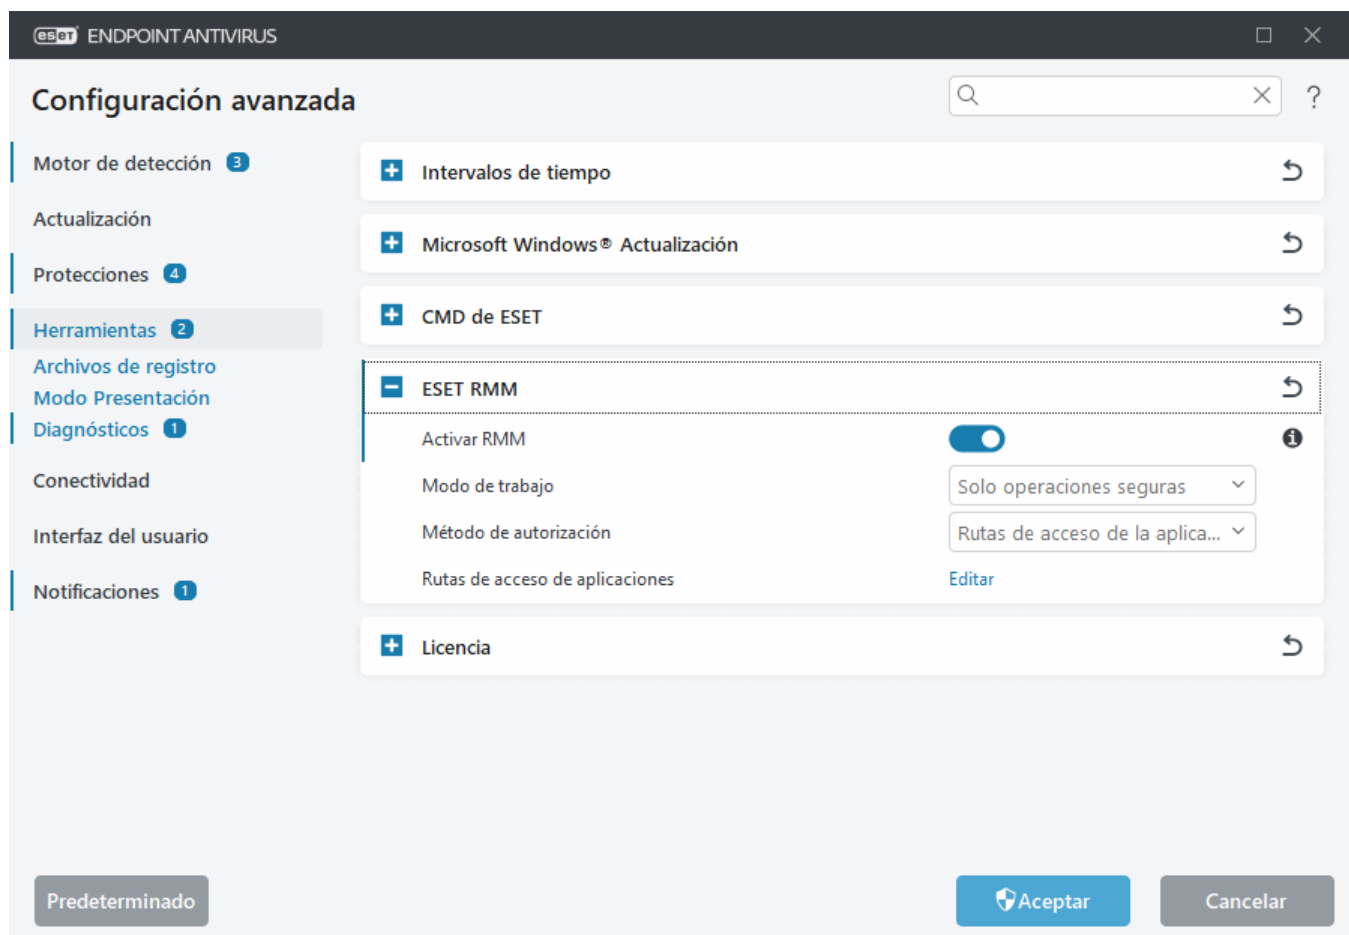 eset ENDPOINT ANTIVIRUS
Configuración avanzada
?
Motor de detección 3
Actualización
Protecciones 4
Herramientas 2
Archivos de registro
Modo Presentación
Diagnósticos 1
Conectividad
Interfaz del usuario
Notificaciones 1
Intervalos de tiempo
Microsoft Windows® Actualización
CMD de ESET
ESET RMM
Activar RMM
Modo de trabajo
Solo operaciones seguras
Método de autorización
Rutas de acceso de la aplica...
Rutas de acceso de aplicaciones
Editar
Licencia
Predeterminado
Aceptar
Cancelar